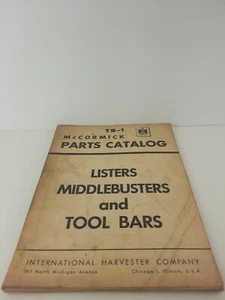 TB-1
McCORMICK
PARTS CATALOG
LISTERS
MIDDLEBUSTERS
and
TOOL BARS
INTERNATIONAL HARVESTER COMPANY
180 North Michigan Avenue Chicago 1, Illinois, U.S.A.